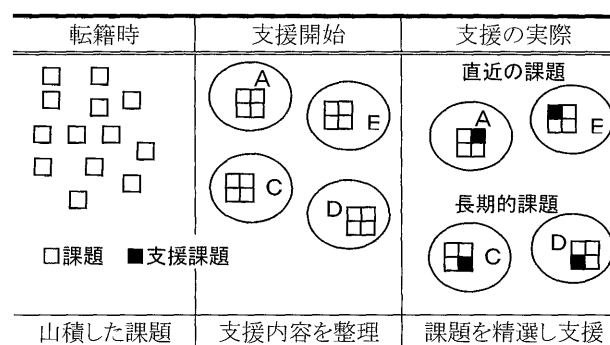 転籍時 支援開始 支援の実際
直近の課題
A
E
A
E
長期的課題
C
D
C
D
□課題 ■支援課題
山積した課題 支援内容を整理 課題を精選し支援